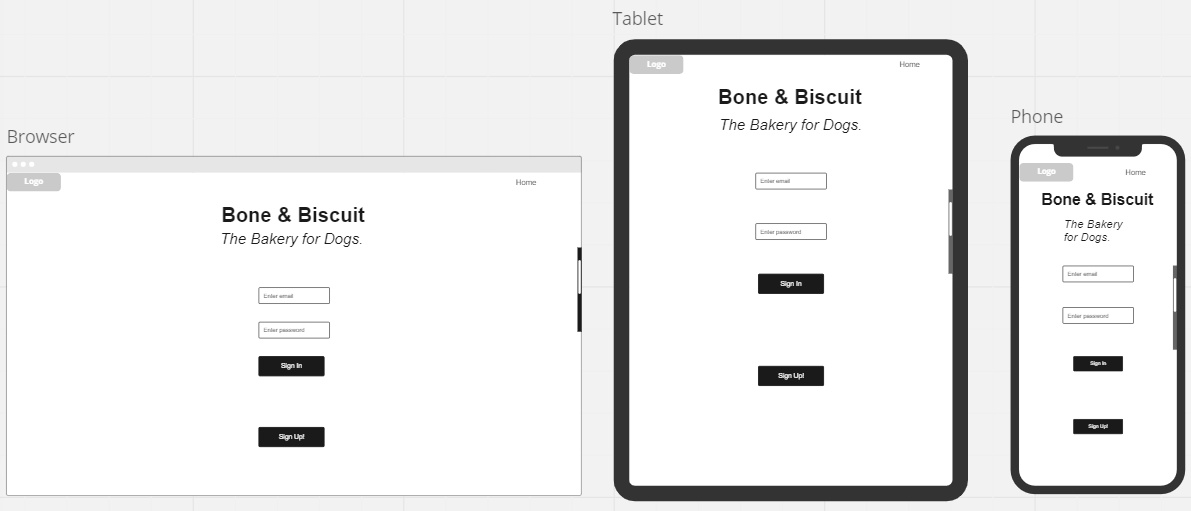 Browser
Logo
Home
Bone & Biscuit
The Bakery for Dogs.
Enter email
Enter password
Sign In
Sign Up!
Tablet
Logo
Home
Bone & Biscuit
The Bakery for Dogs.
Enter email
Enter password
Sign In
Sign Up!
Phone
Logo
Home
Bone & Biscuit
The Bakery
for Dogs.
Enter email
Enter password
Sign In
Sign Up!